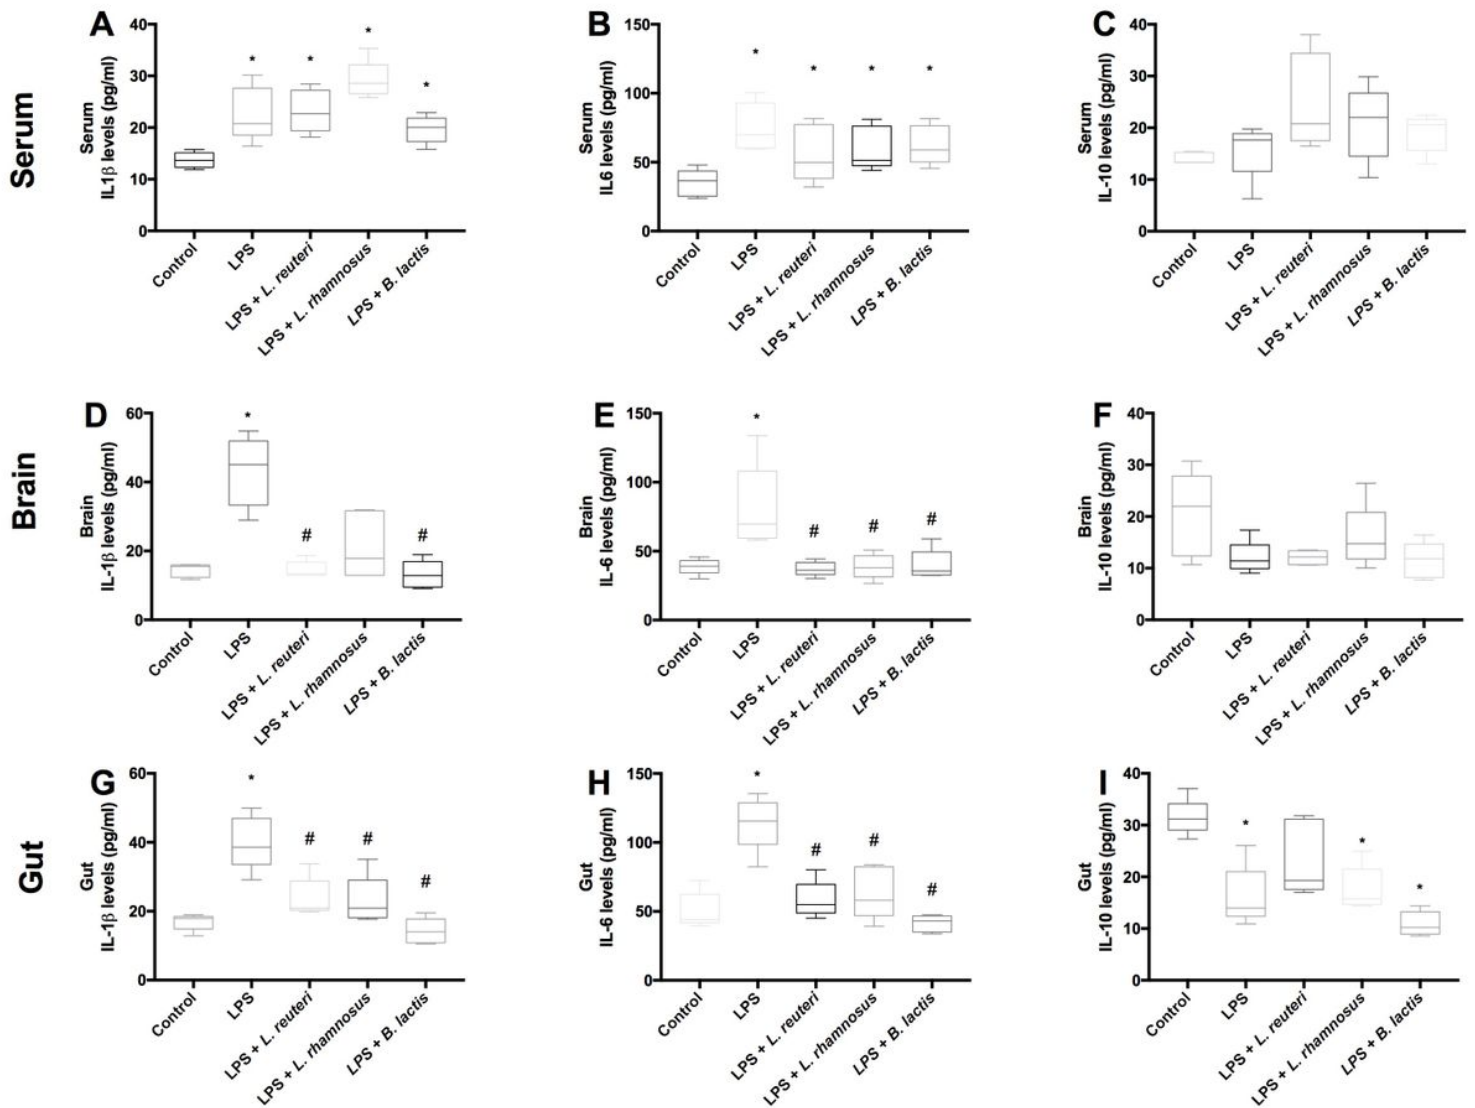 Serum
A
Serum
IL1β levels (pg/ml)
40
30
20
10
0
*
*
*
*
Control
LPS
LPS + L. reuteri
LPS + L. rhamnosus
LPS + B. lactis
B
Serum
IL6 levels (pg/ml)
150
100
50
0
*
*
*
*
Control
LPS
LPS + L. reuteri
LPS + L. rhamnosus
LPS + B. lactis
C
Serum
IL-10 levels (pg/ml)
40
30
20
10
0
Control
LPS
LPS + L. reuteri
LPS + L. rhamnosus
LPS + B. lactis
Brain
D
Brain
IL-1β levels (pg/ml)
60
40
20
0
*
#
#
Control
LPS
LPS + L. reuteri
LPS + L. rhamnosus
LPS + B. lactis
E
Brain
IL-6 levels (pg/ml)
150
100
50
0
*
#
#
#
Control
LPS
LPS + L. reuteri
LPS + L. rhamnosus
LPS + B. lactis
F
Brain
IL-10 levels (pg/ml)
40
30
20
10
0
Control
LPS
LPS + L. reuteri
LPS + L. rhamnosus
LPS + B. lactis
Gut
G
Gut
IL-1β levels (pg/ml)
60
40
20
0
*
#
#
#
Control
LPS
LPS + L. reuteri
LPS + L. rhamnosus
LPS + B. lactis
H
Gut
IL-6 levels (pg/ml)
150
100
50
0
*
#
#
#
Control
LPS
LPS + L. reuteri
LPS + L. rhamnosus
LPS + B. lactis
I
Gut
IL-10 levels (pg/ml)
40
30
20
10
0
*
*
*
Control
LPS
LPS + L. reuteri
LPS + L. rhamnosus
LPS + B. lactis